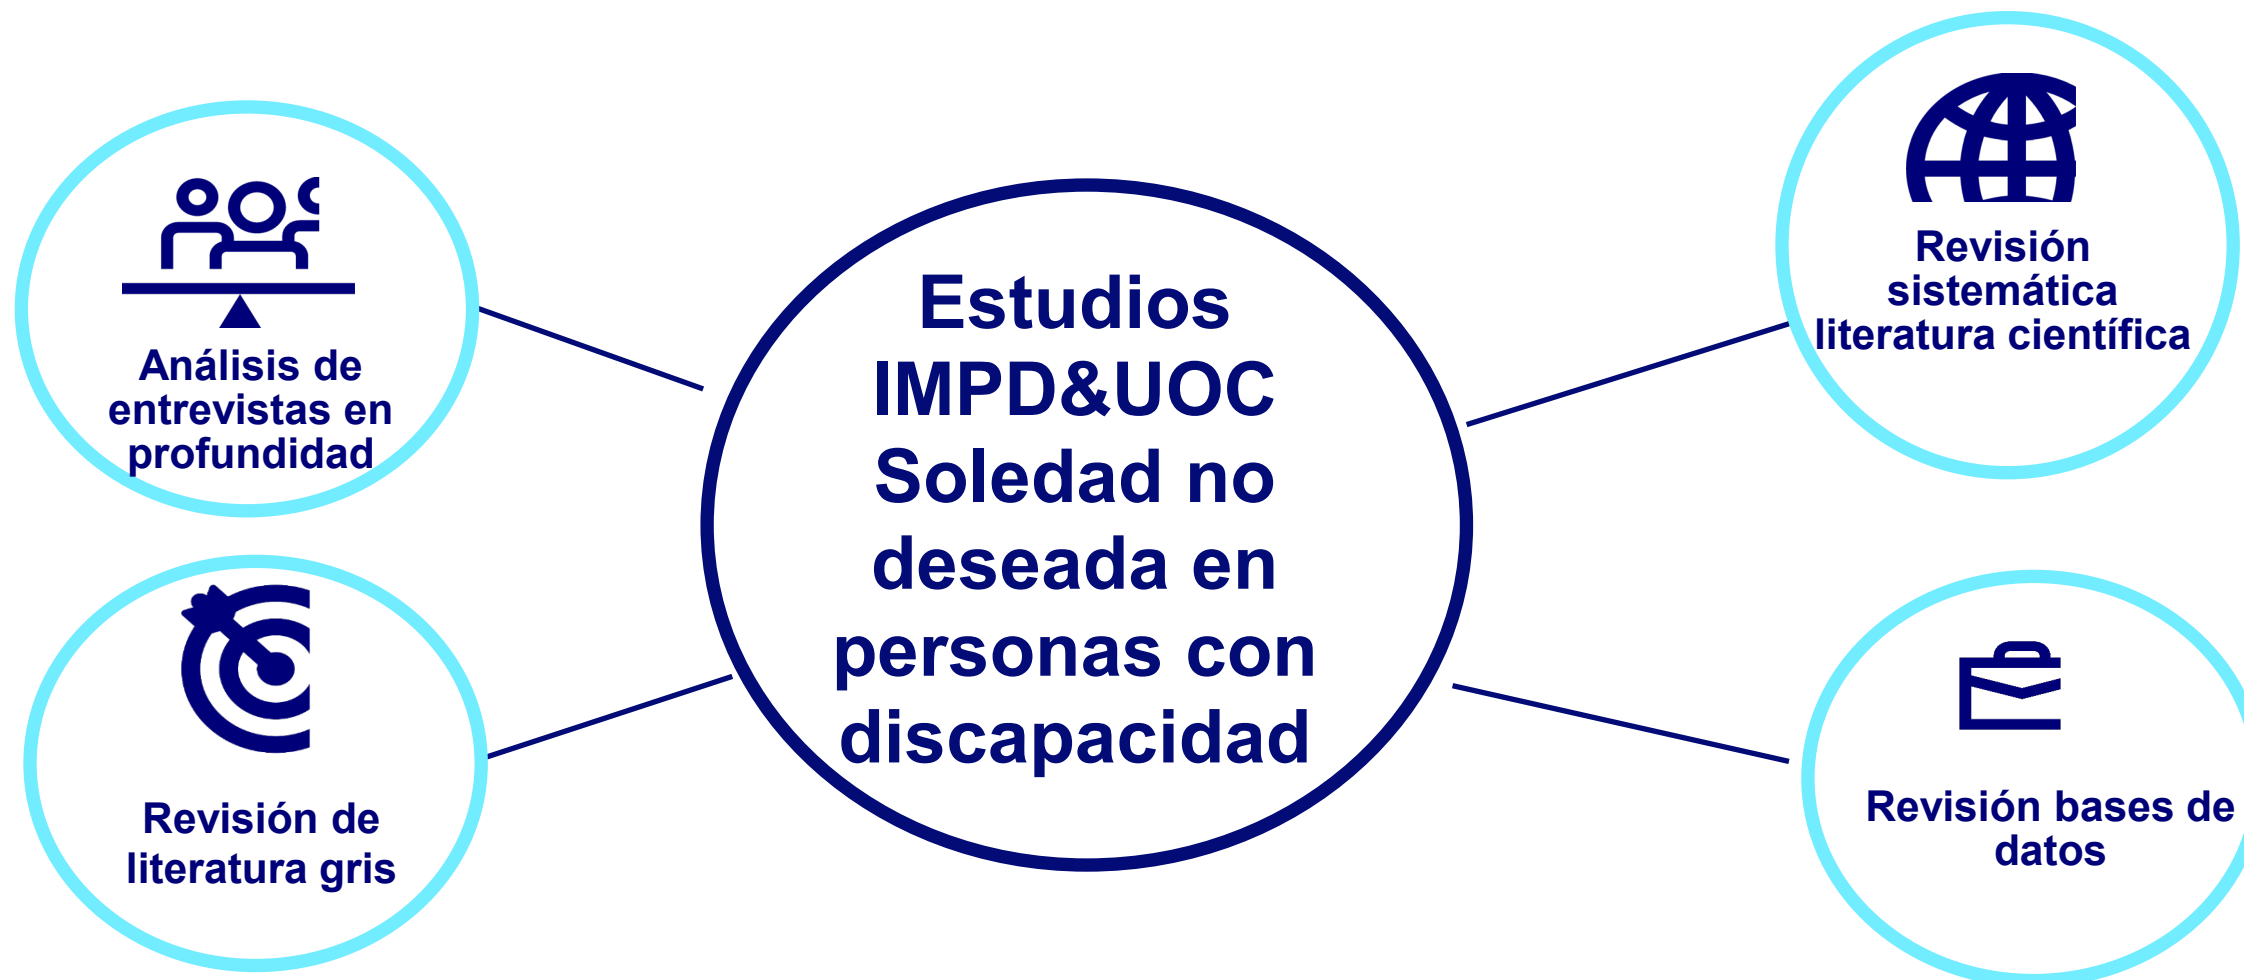 Análisis de
entrevistas en
profundidad
Revisión de
literatura gris
Estudios
IMPD&UOC
Soledad no
deseada en
personas con
discapacidad
Revisión
sistemática
literatura científica
Revisión bases de
datos